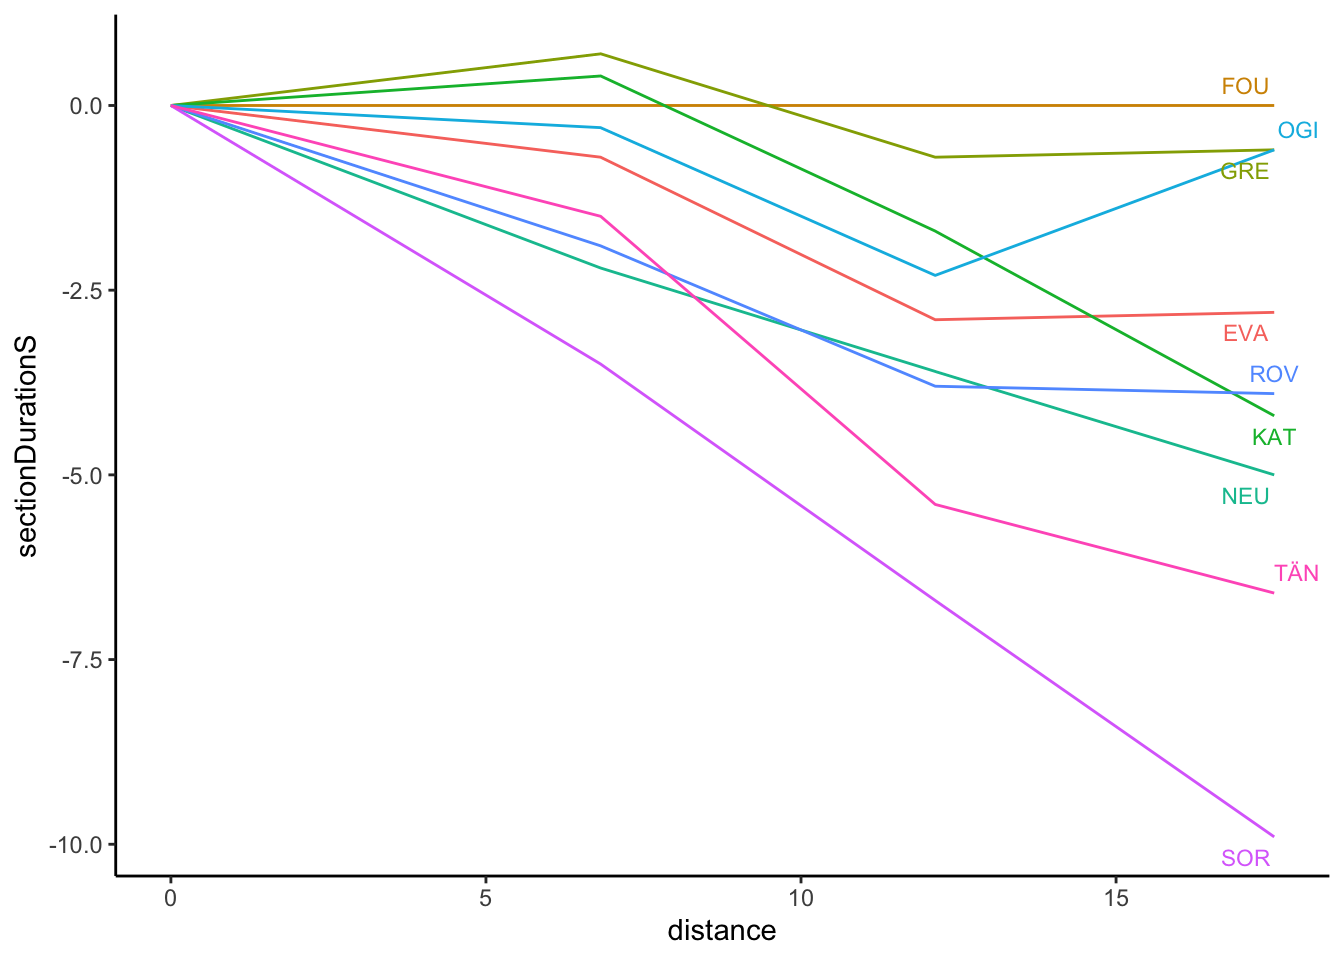 0.0
-2.5
-5.0
-7.5
-10.0
sectionDurationS
FOU
OGI
GRE
EVA
ROV
KAT
NEU
TÄN
SOR
0 5 10 15
distance